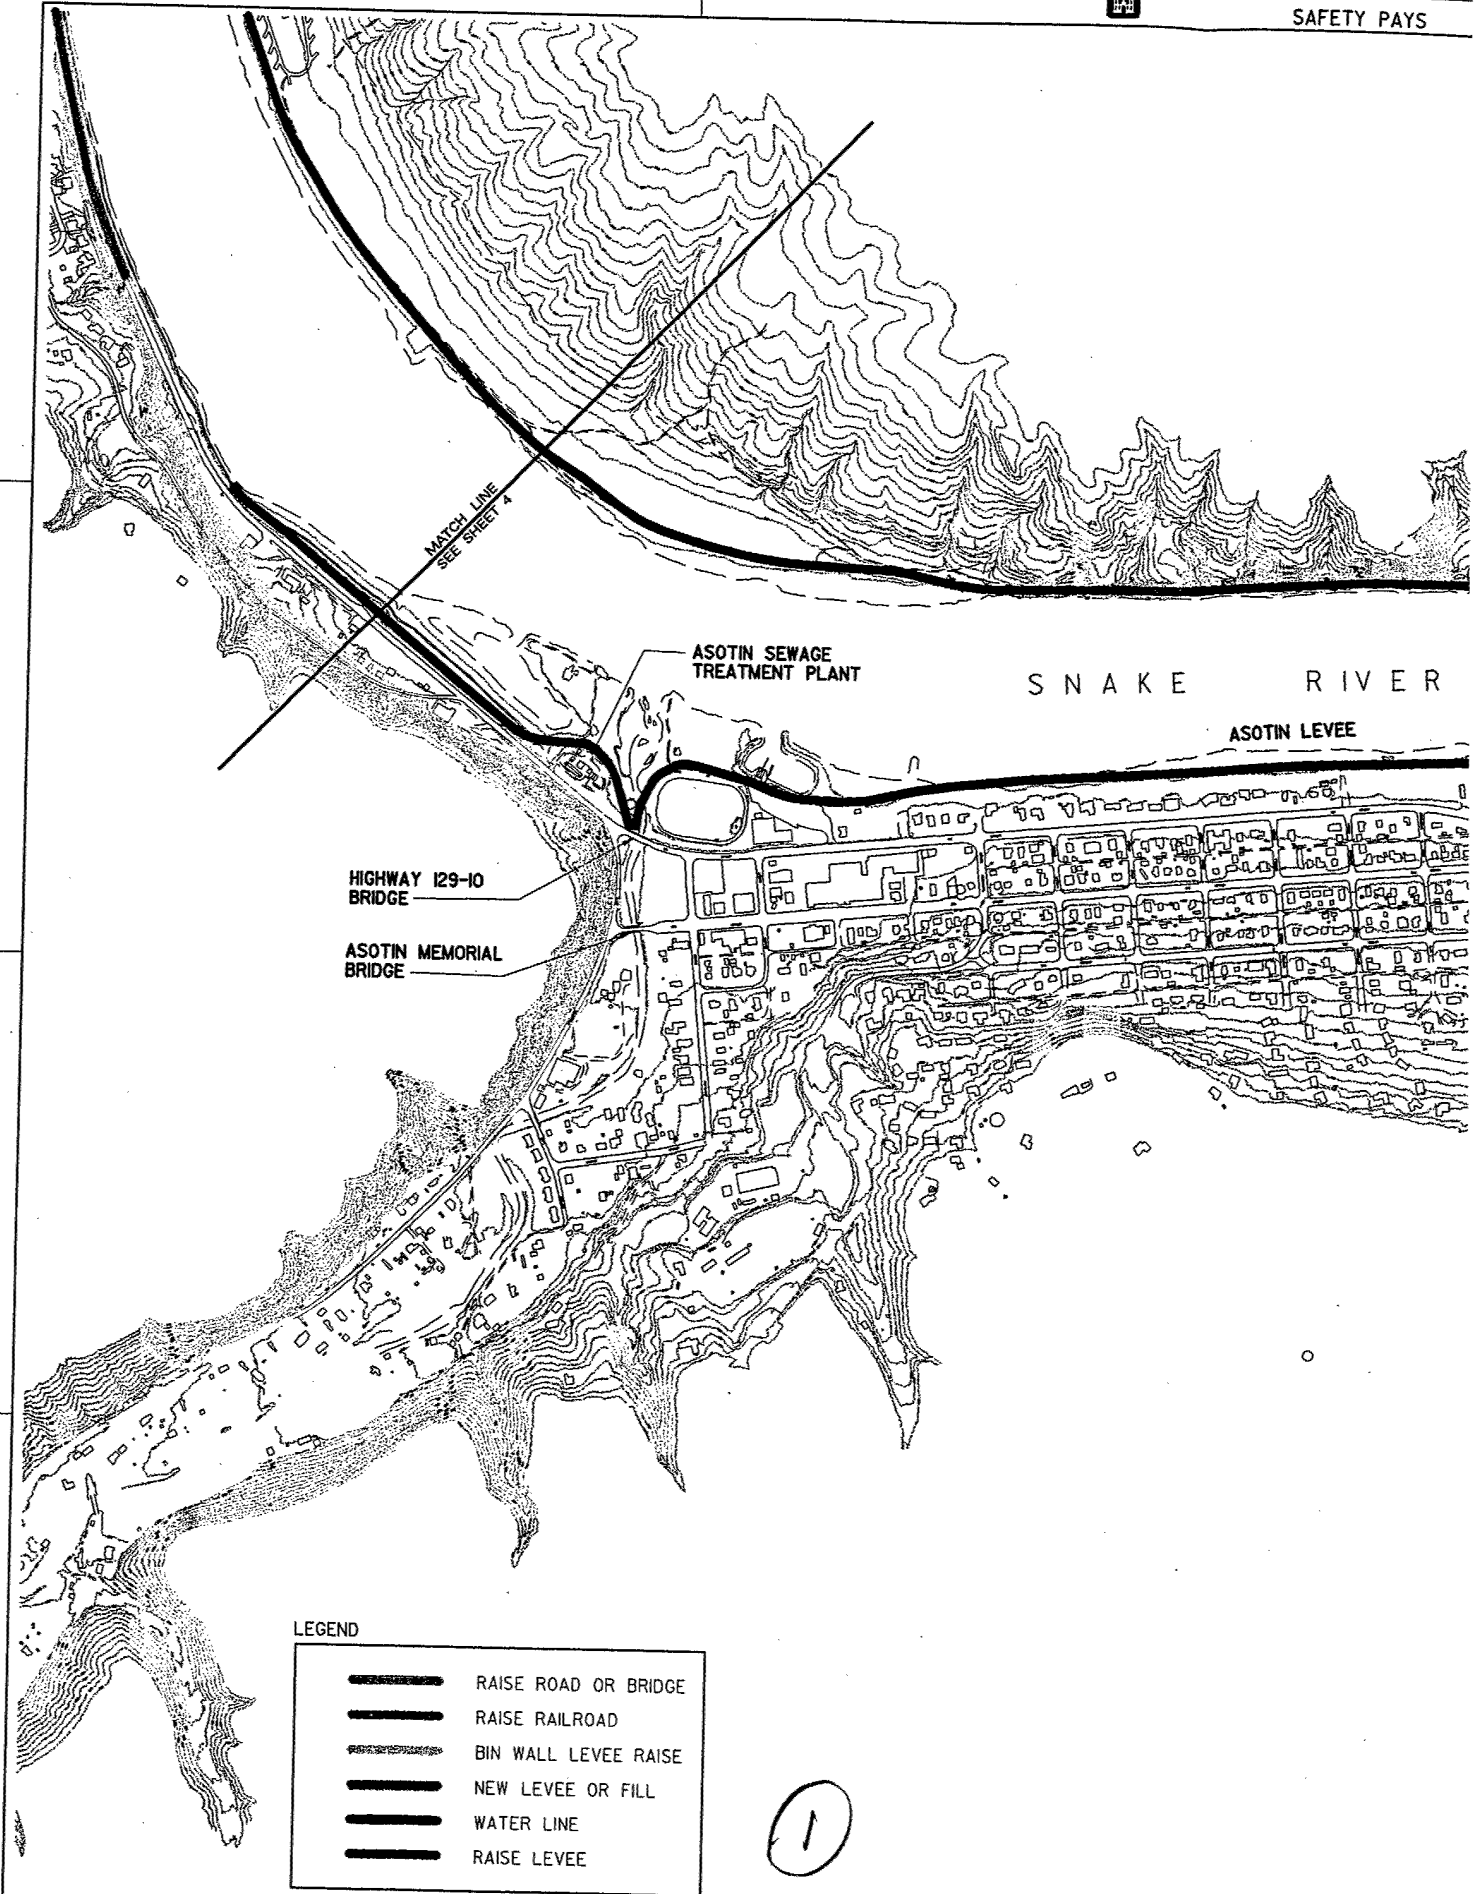 SAFETY PAYS
MATCH LINE
SEE SHEET 4
ASOTIN SEWAGE
TREATMENT PLANT
SNAKE RIVER
ASOTIN LEVEE
HIGHWAY 129-10
BRIDGE
ASOTIN MEMORIAL
BRIDGE
LEGEND
RAISE ROAD OR BRIDGE
RAISE RAILROAD
BIN WALL LEVEE RAISE
NEW LEVEE OR FILL
WATER LINE
RAISE LEVEE
1